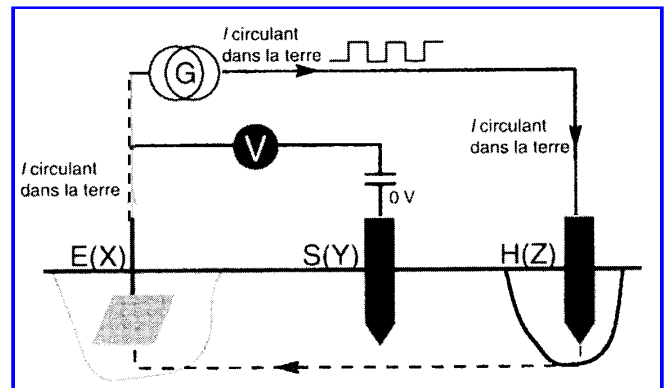 I circulant
dans la terre
G
I circulant
dans la terre
V
I circulant
dans la terre
0 V
E(X)
S(Y)
H(Z)